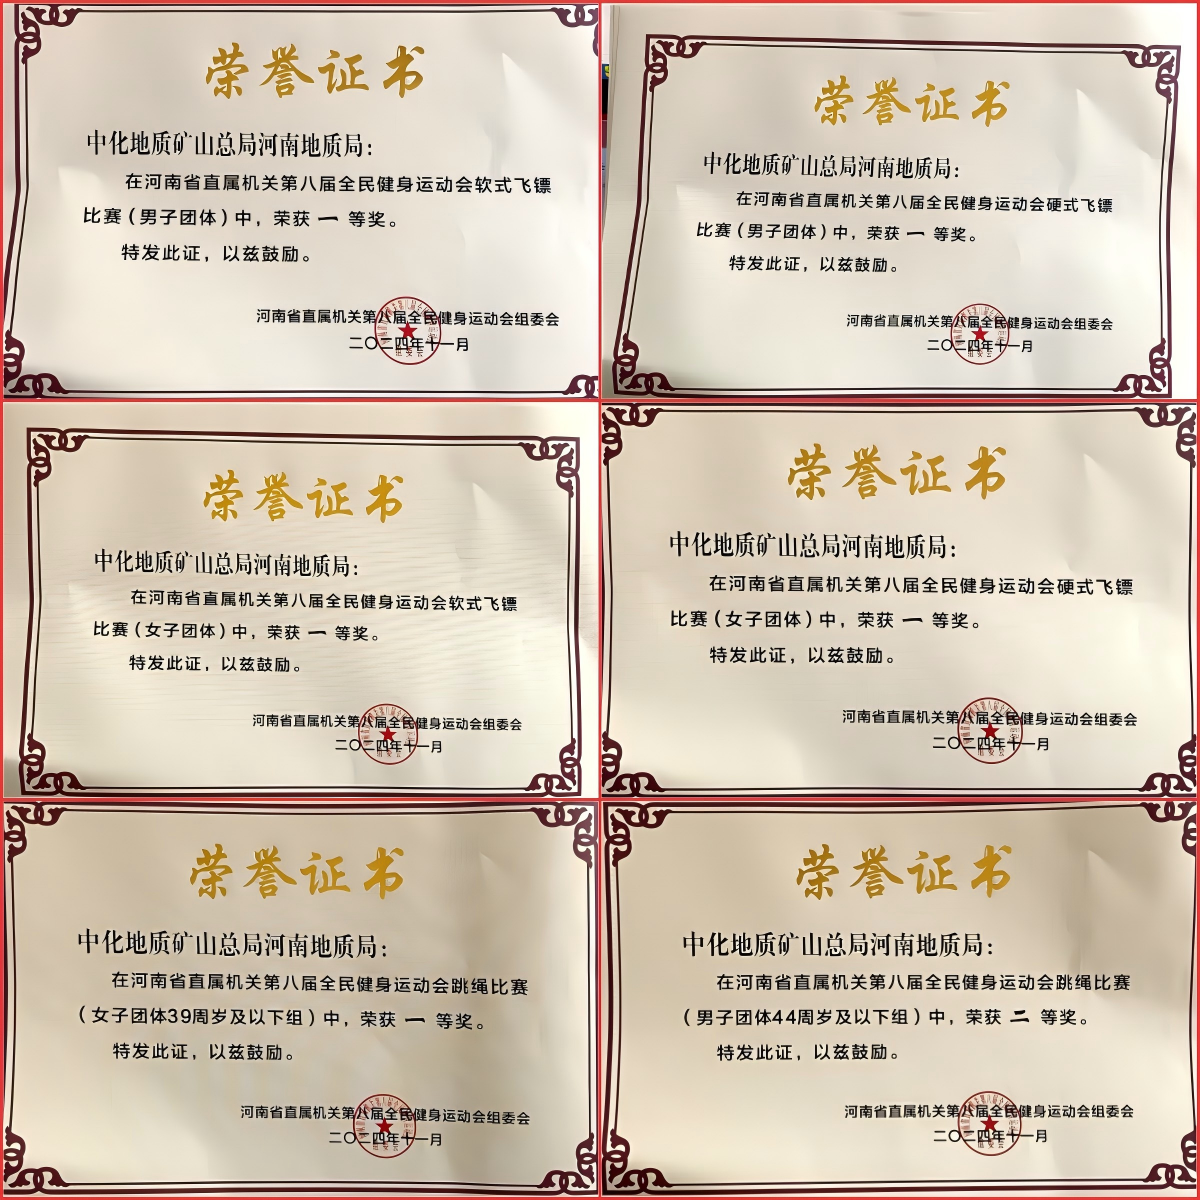 荣誉证书
中化地质矿山总局河南地质局：
在河南省直属机关第八届全民健身运动会软式飞镖
比赛（男子团体）中，荣获 一 等奖。
特发此证，以兹鼓励。
河南省直属机关第八届全民健身运动会组委会
二〇二四年十一月
荣誉证书
中化地质矿山总局河南地质局：
在河南省直属机关第八届全民健身运动会硬式飞镖
比赛（男子团体）中，荣获 一 等奖。
特发此证，以兹鼓励。
河南省直属机关第八届全民健身运动会组委会
二〇二四年十一月
荣誉证书
中化地质矿山总局河南地质局：
在河南省直属机关第八届全民健身运动会软式飞镖
比赛（女子团体）中，荣获 一 等奖。
特发此证，以兹鼓励。
河南省直属机关第八届全民健身运动会组委会
二〇二四年十一月
荣誉证书
中化地质矿山总局河南地质局：
在河南省直属机关第八届全民健身运动会硬式飞镖
比赛（女子团体）中，荣获 一 等奖。
特发此证，以兹鼓励。
河南省直属机关第八届全民健身运动会组委会
二〇二四年十一月
荣誉证书
中化地质矿山总局河南地质局：
在河南省直属机关第八届全民健身运动会跳绳比赛
（女子团体39周岁及以下组）中，荣获 一 等奖。
特发此证，以兹鼓励。
河南省直属机关第八届全民健身运动会组委会
二〇二四年十一月
荣誉证书
中化地质矿山总局河南地质局：
在河南省直属机关第八届全民健身运动会跳绳比赛
（男子团体44周岁及以下组）中，荣获 二 等奖。
特发此证，以兹鼓励。
河南省直属机关第八届全民健身运动会组委会
二〇二四年十一月